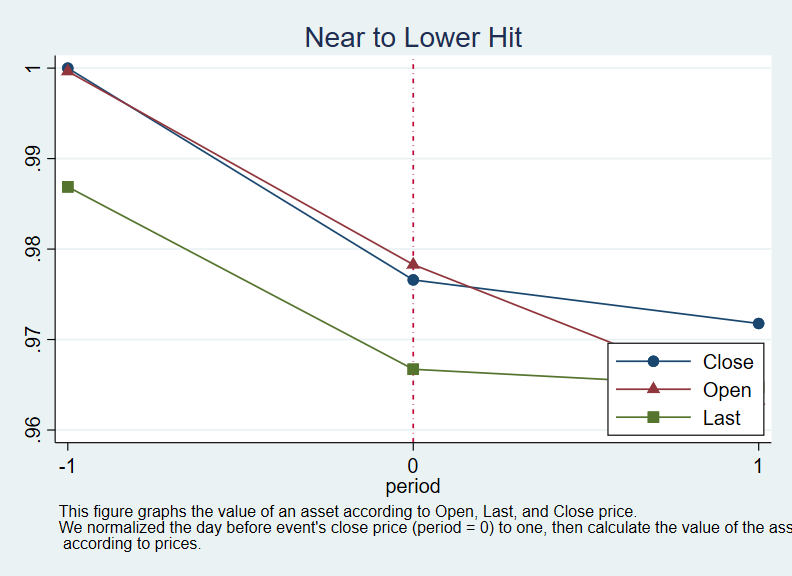 Near to Lower Hit
1
.99
.98
.97
.96
-1 0 1
period
Close
Open
Last
This figure graphs the value of an asset according to Open, Last, and Close price.
We normalized the day before event's close price (period = 0) to one, then calculate the value of the ass
according to prices.